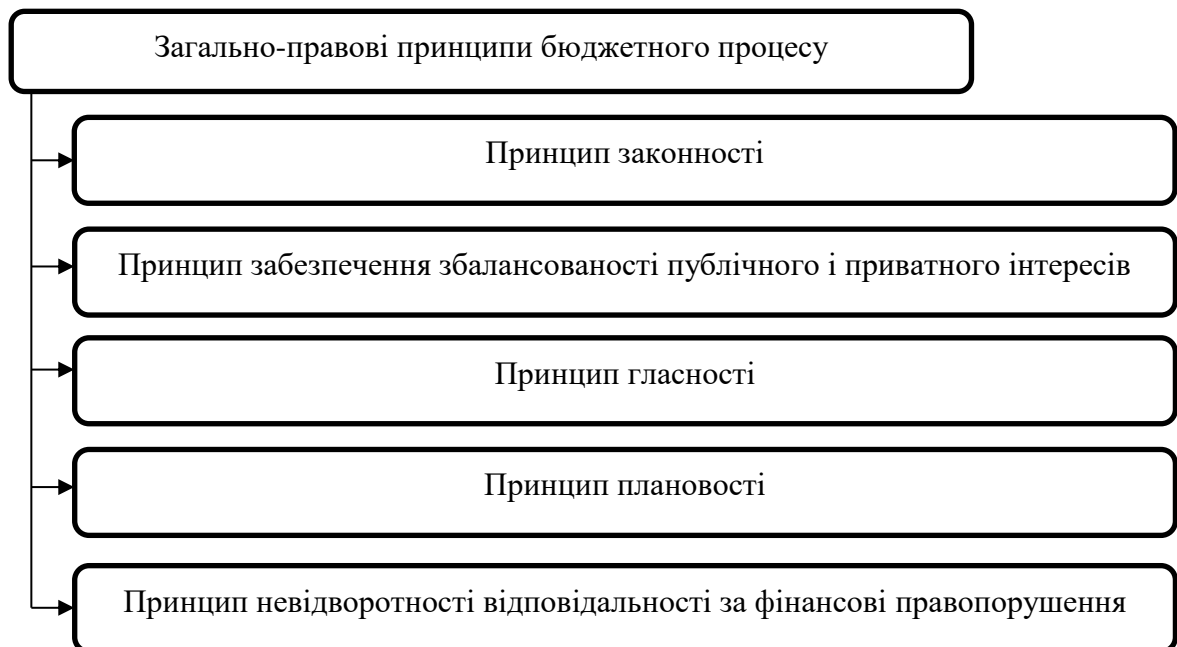 Загально-правові принципи бюджетного процесу
Принцип законності
Принцип забезпечення збалансованості публічного і приватного інтересів
Принцип гласності
Принцип плановості
Принцип невідворотності відповідальності за фінансові правопорушення